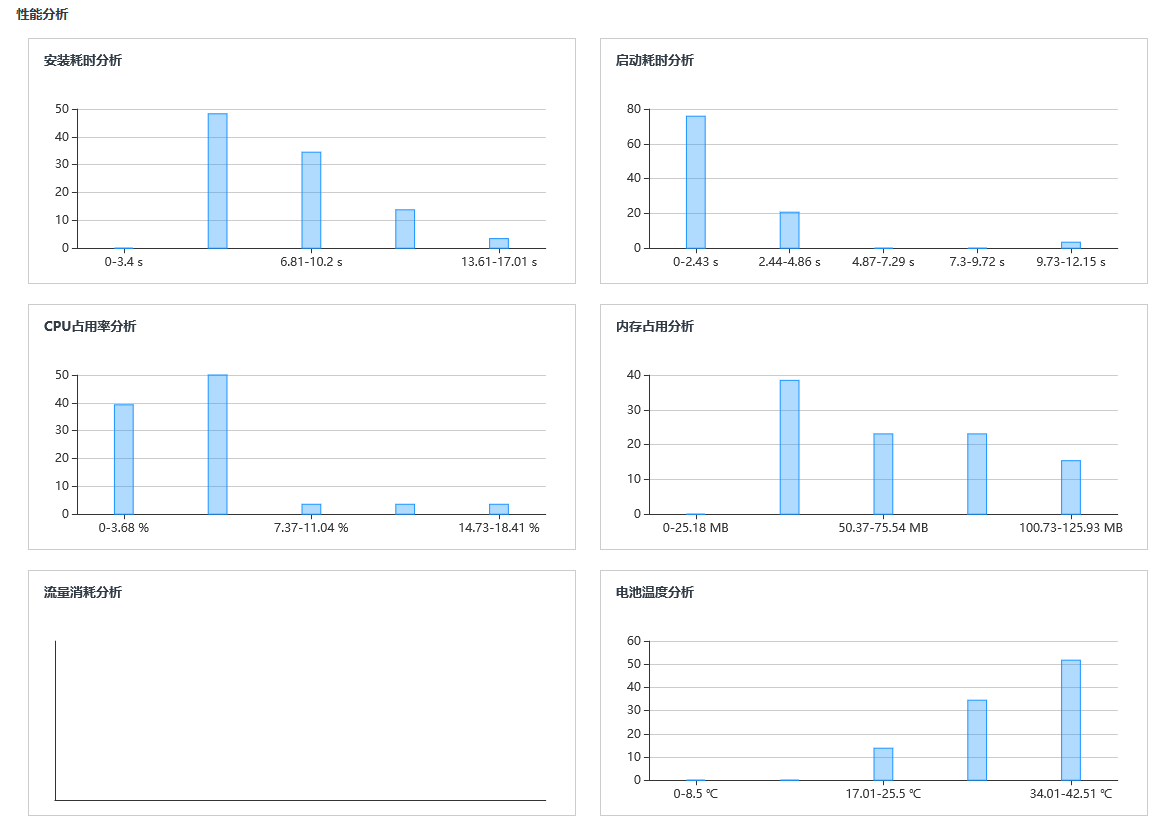 性能分析
安装耗时分析
50
40
30
20
10
0
0-3.4 s
6.81-10.2 s
13.61-17.01 s
启动耗时分析
80
60
40
20
0
0-2.43 s
2.44-4.86 s
4.87-7.29 s
7.3-9.72 s
9.73-12.15 s
CPU占用率分析
50
40
30
20
10
0
0-3.68 %
7.37-11.04 %
14.73-18.41 %
内存占用分析
40
30
20
10
0
0-25.18 MB
50.37-75.54 MB
100.73-125.93 MB
流量消耗分析
电池温度分析
60
50
40
30
20
10
0
0-8.5 ℃
17.01-25.5 ℃
34.01-42.51 ℃